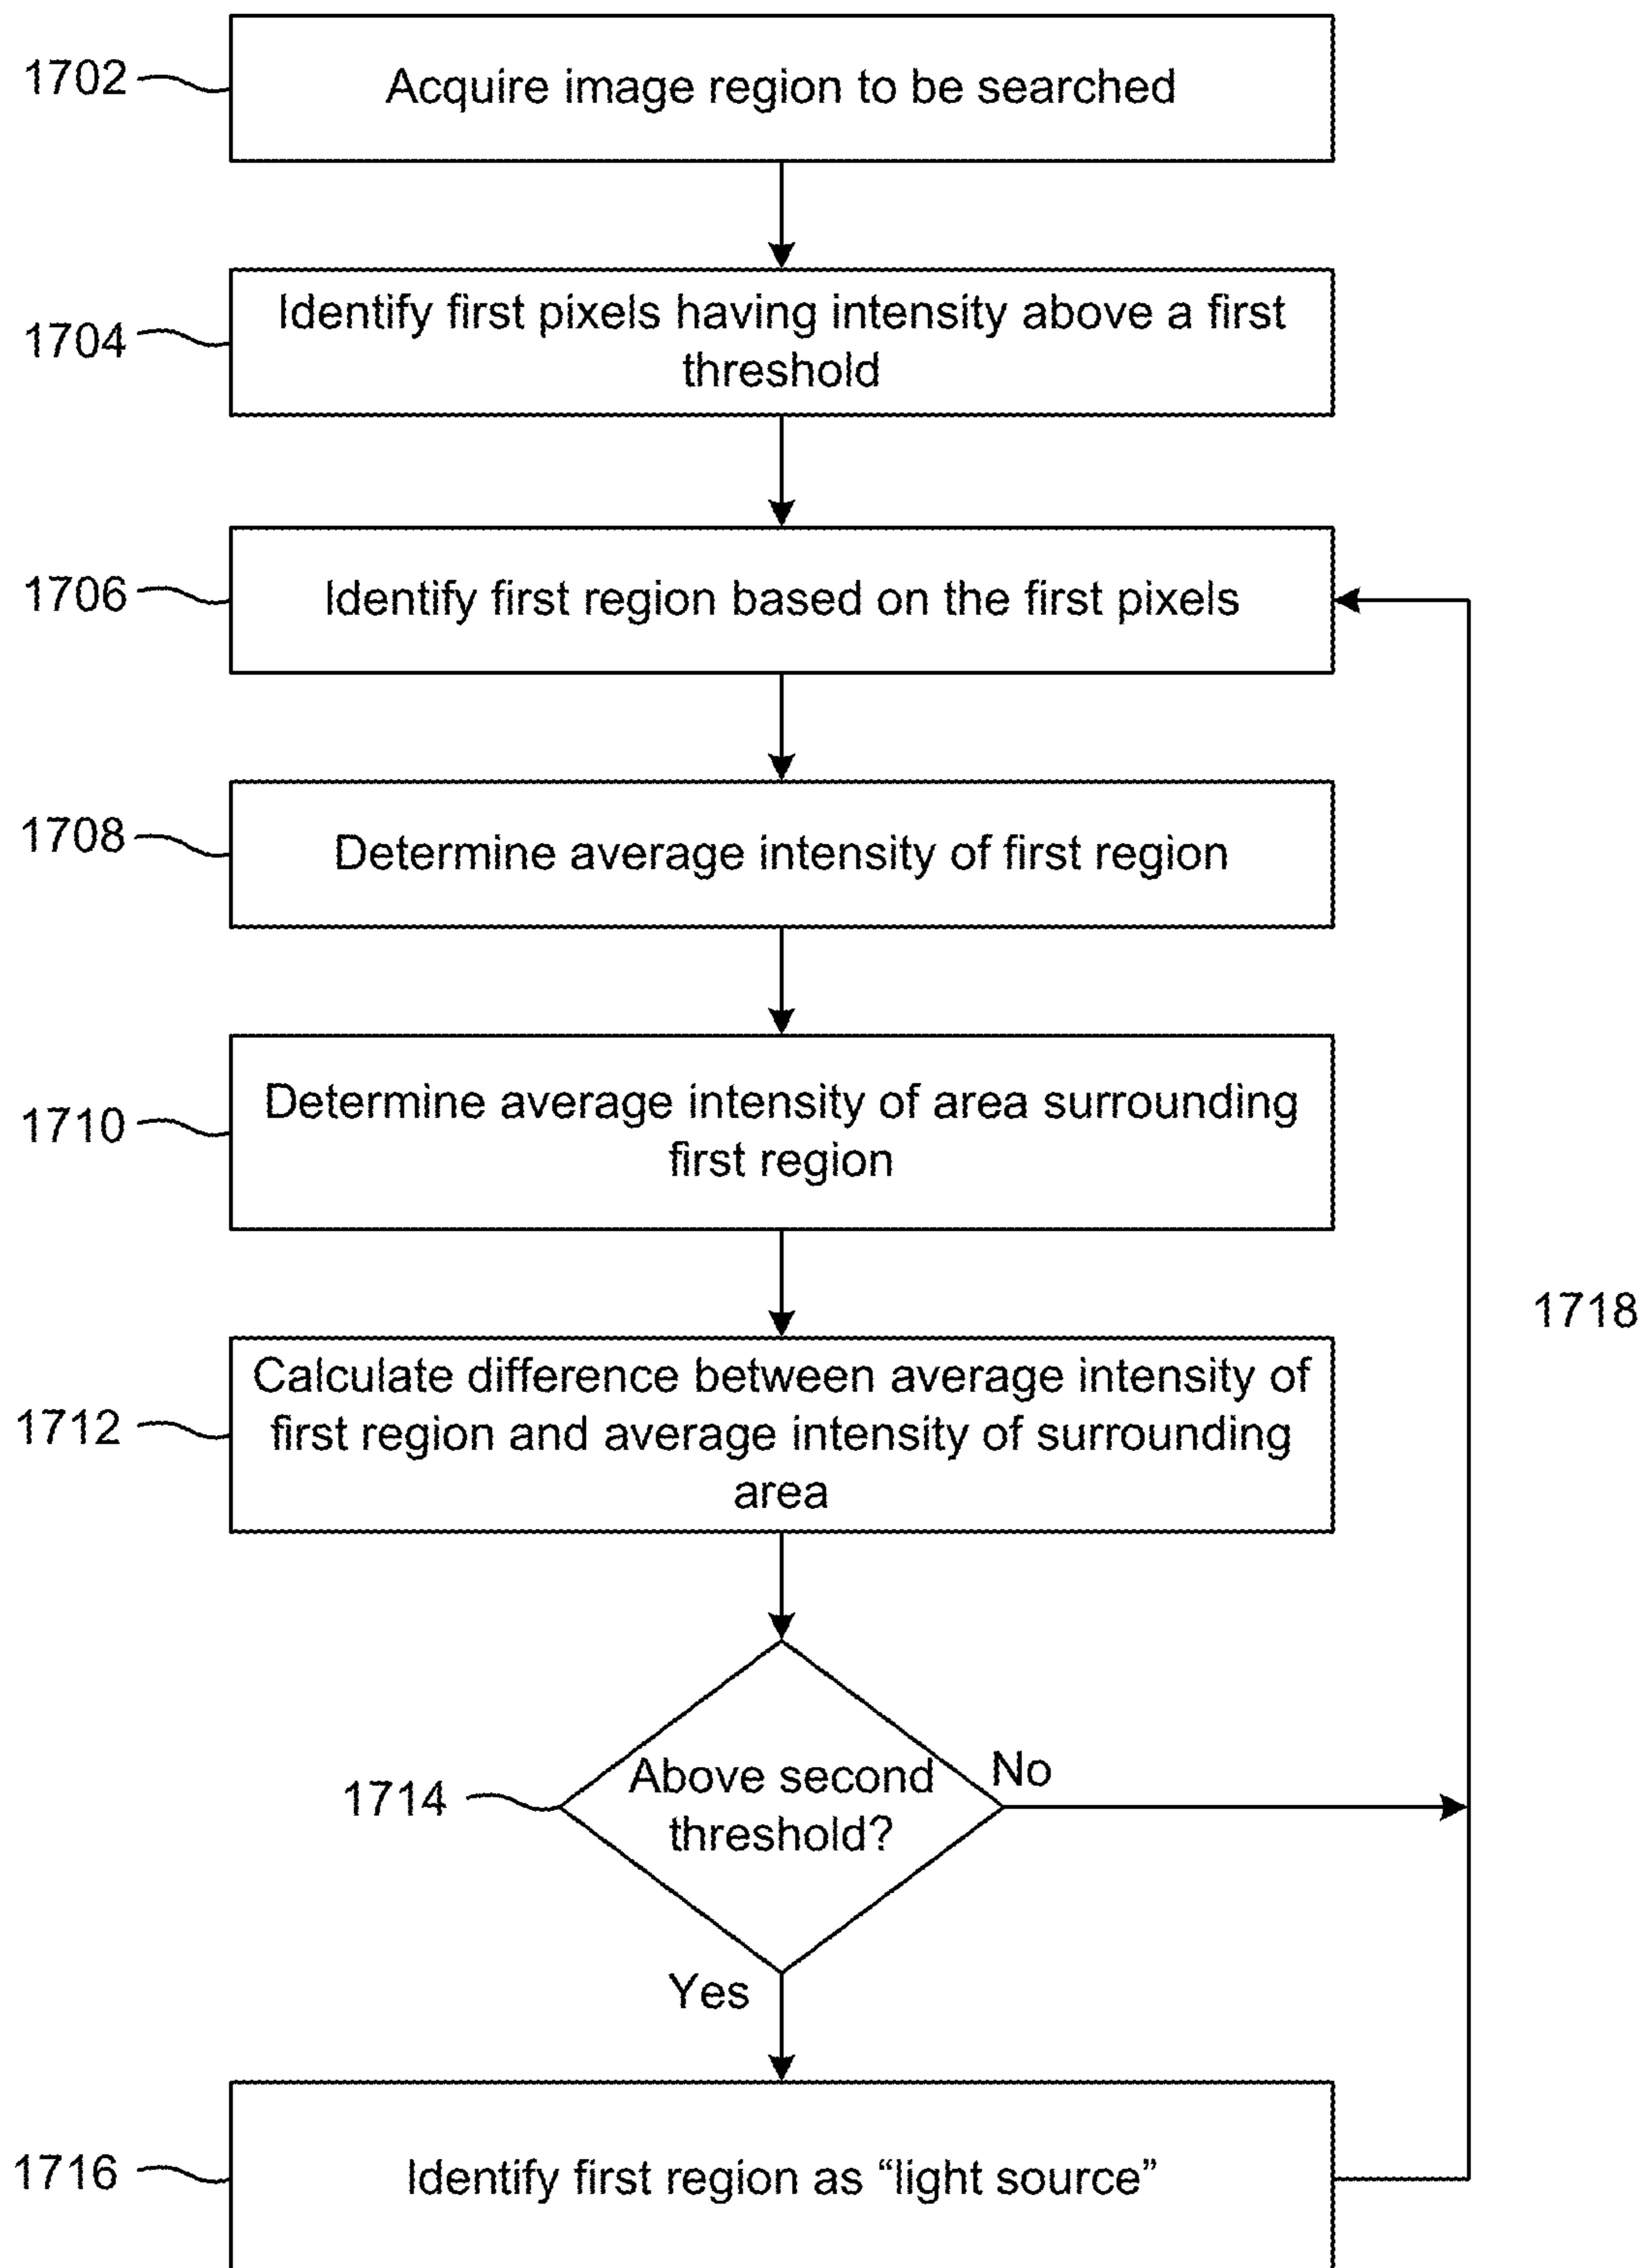 1702
Acquire image region to be searched
1704
Identify first pixels having intensity above a first
threshold
1706
Identify first region based on the first pixels
1708
Determine average intensity of first region
1710
Determine average intensity of area surrounding
first region
1718
1712
Calculate difference between average intensity of
first region and average intensity of surrounding
area
1714
Above second
threshold?
No
Yes
1716
Identify first region as “light source”